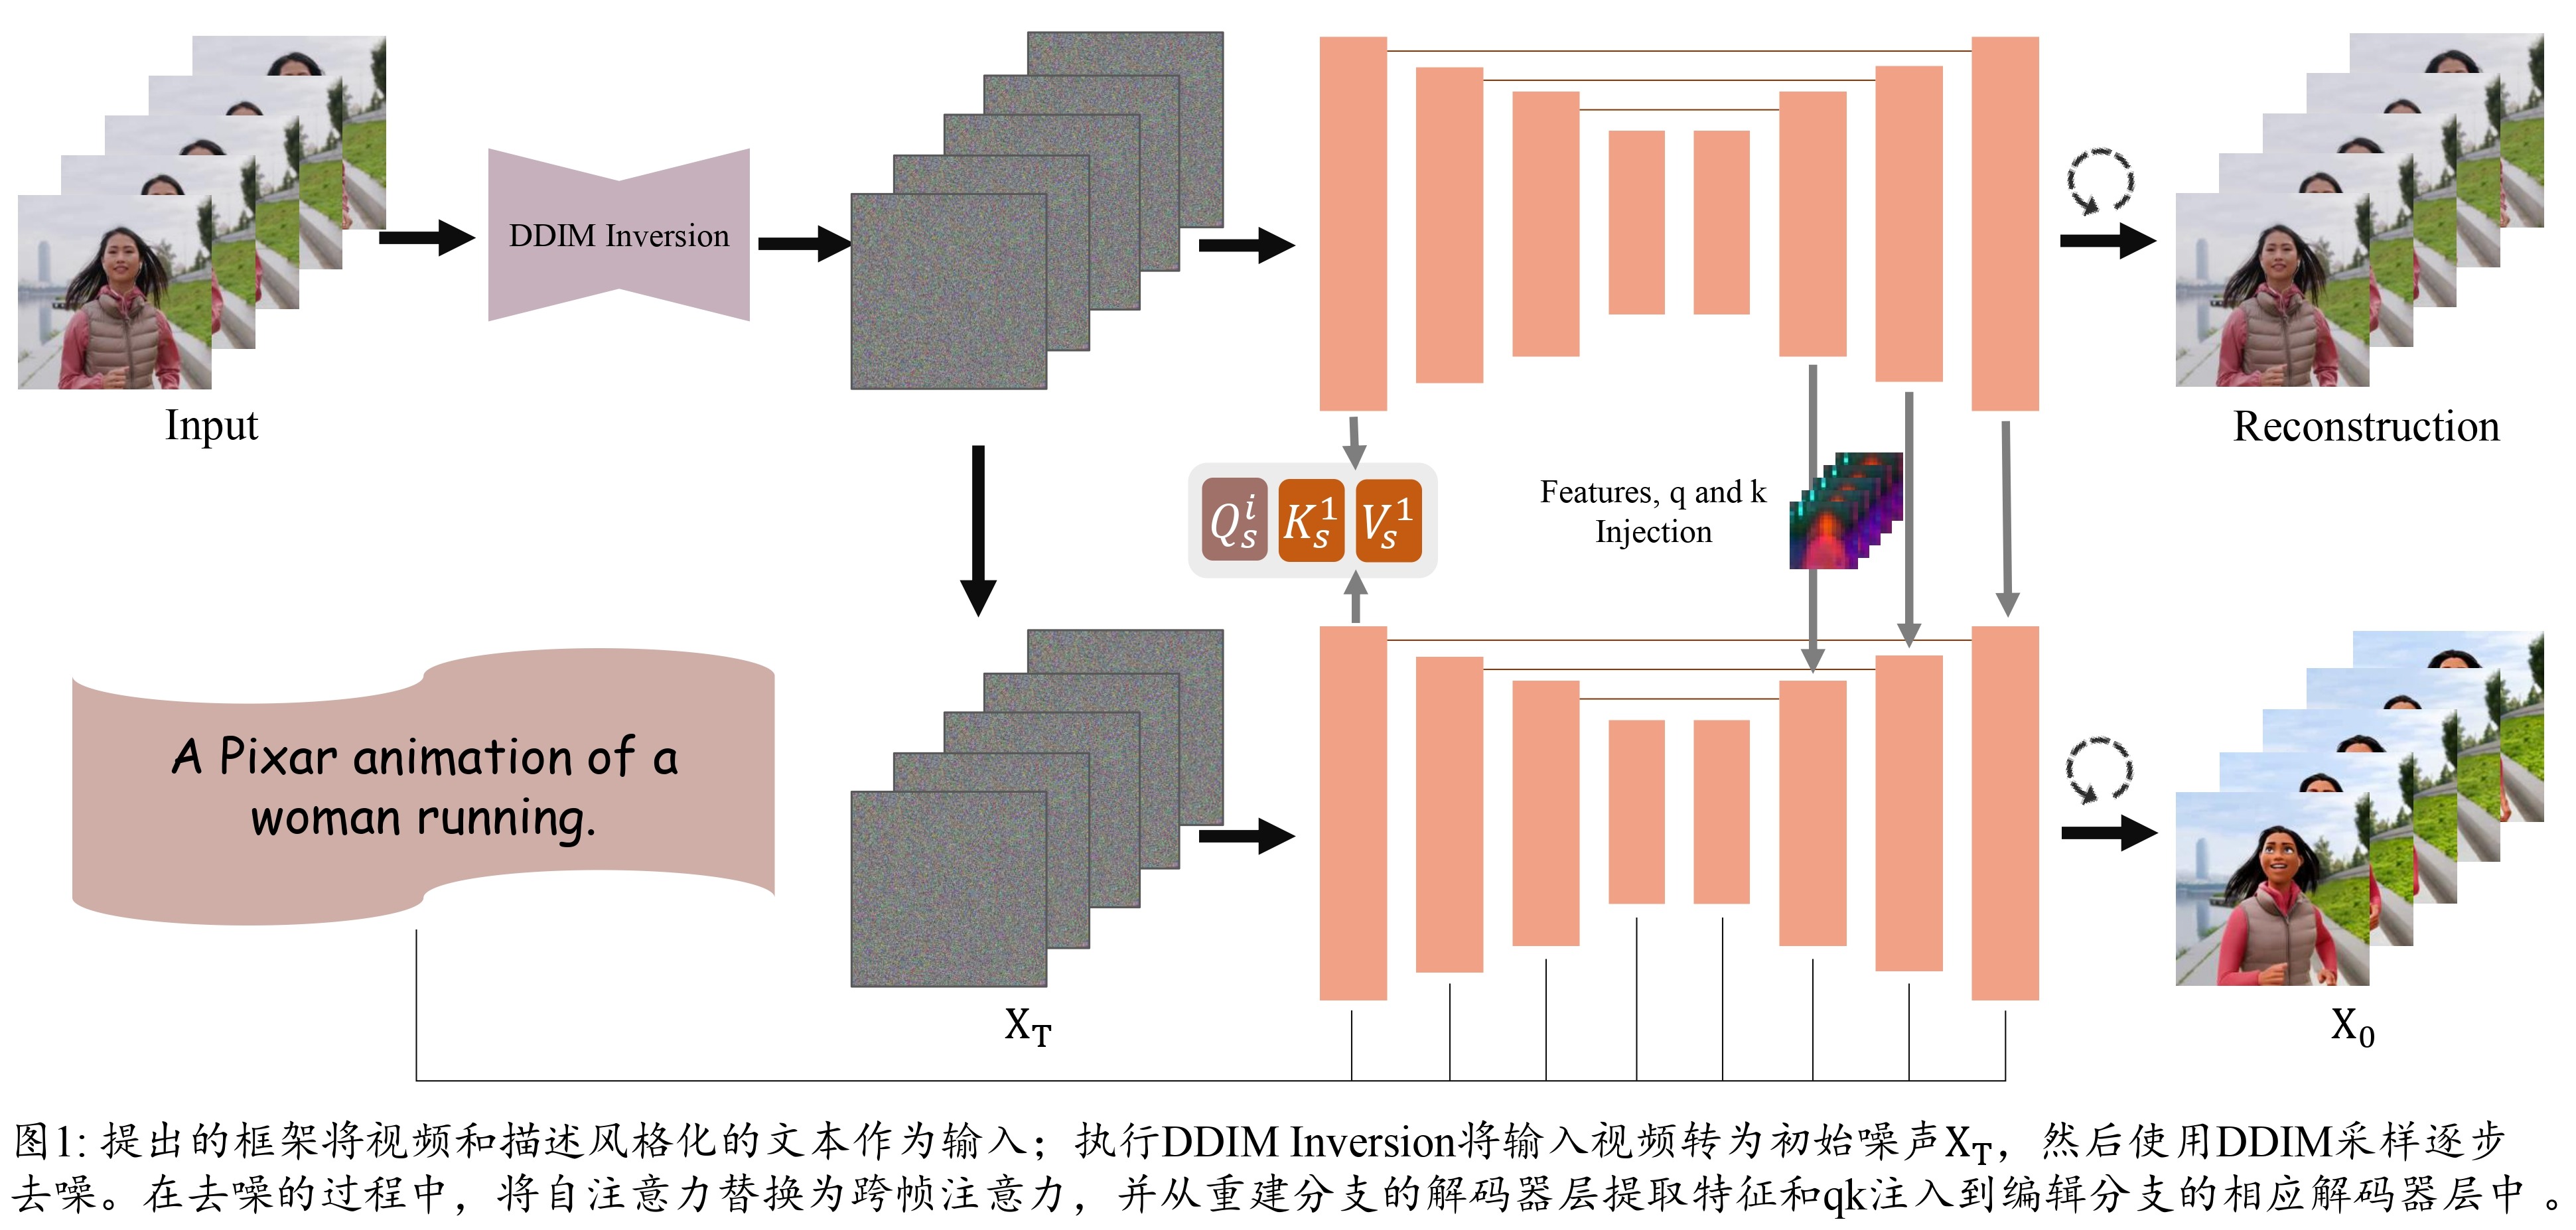 DDIM Inversion
Input
Reconstruction
Q_s^i K_s^1 V_s^1
Features, q and k
Injection
A Pixar animation of a
woman running.
X_T
X_0
图1: 提出的框架将视频和描述风格化的文本作为输入；执行DDIM Inversion将输入视频转为初始噪声X_T，然后使用DDIM采样逐步
去噪。在去噪的过程中，将自注意力替换为跨帧注意力，并从重建分支的解码器层提取特征和qk注入到编辑分支的相应解码器层中 。